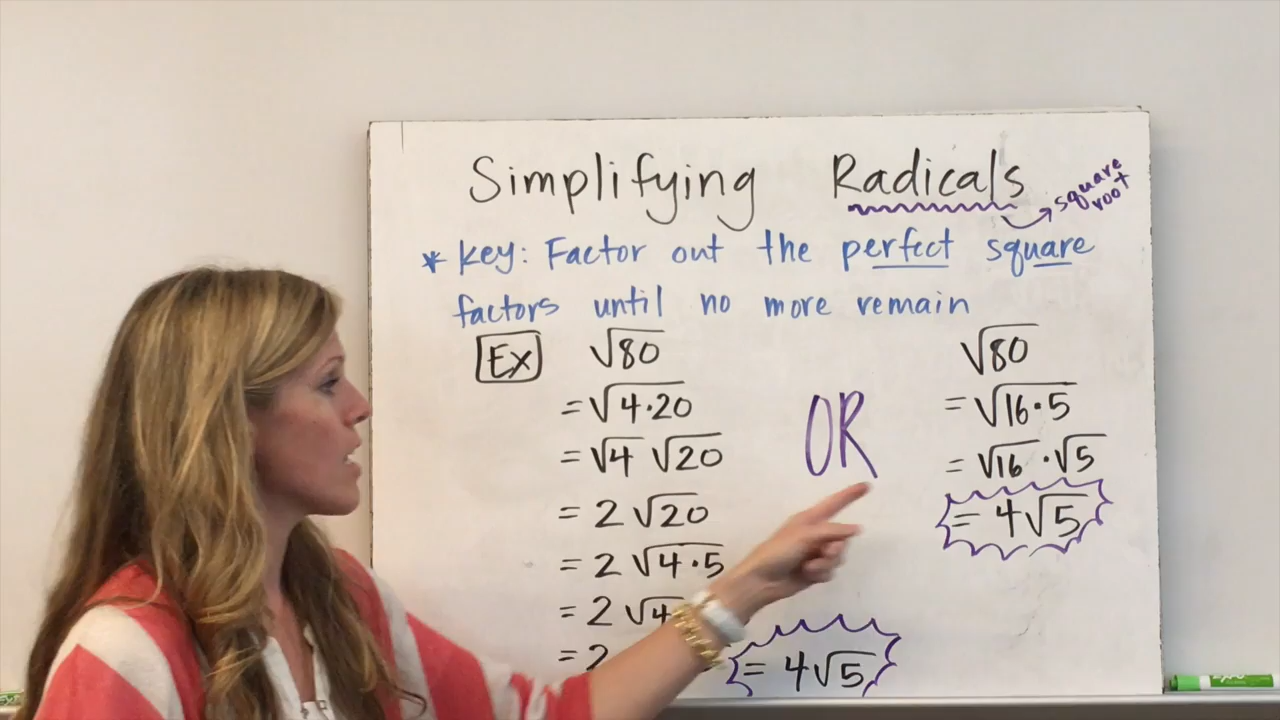 Simplifying Radicals
square
root
* Key: Factor out the perfect square
factors until no more remain
Ex √80
= √4·20
= √4 √20
= 2 √20
= 2 √4·5
= 2 √4
= 2
= 4√5
OR
√80
= √16·5
= √16 · √5
= 4√5
EXPO